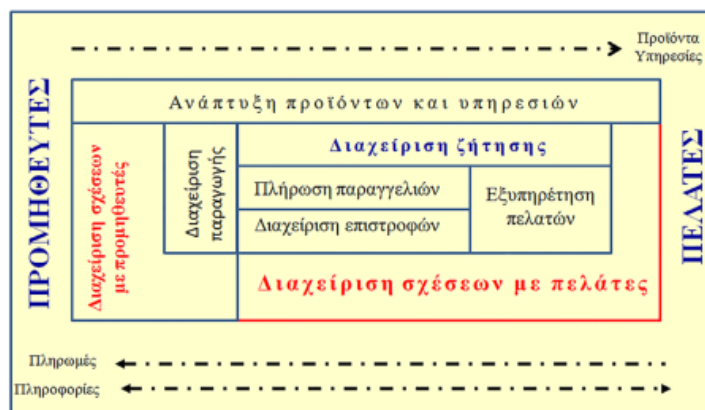 Προϊόντα
Υπηρεσίες
ΠΡΟΜΗΘΕΥΤΕΣ
Ανάπτυξη προϊόντων και υπηρεσιών
Διαχείριση σχέσεων
με προμηθευτές
Διαχείριση
παραγωγής
Διαχείριση ζήτησης
Πλήρωση παραγγελιών
Διαχείριση επιστροφών
Εξυπηρέτηση
πελατών
Διαχείριση σχέσεων με πελάτες
ΠΕΛΑΤΕΣ
Πληρωμές
Πληροφορίες